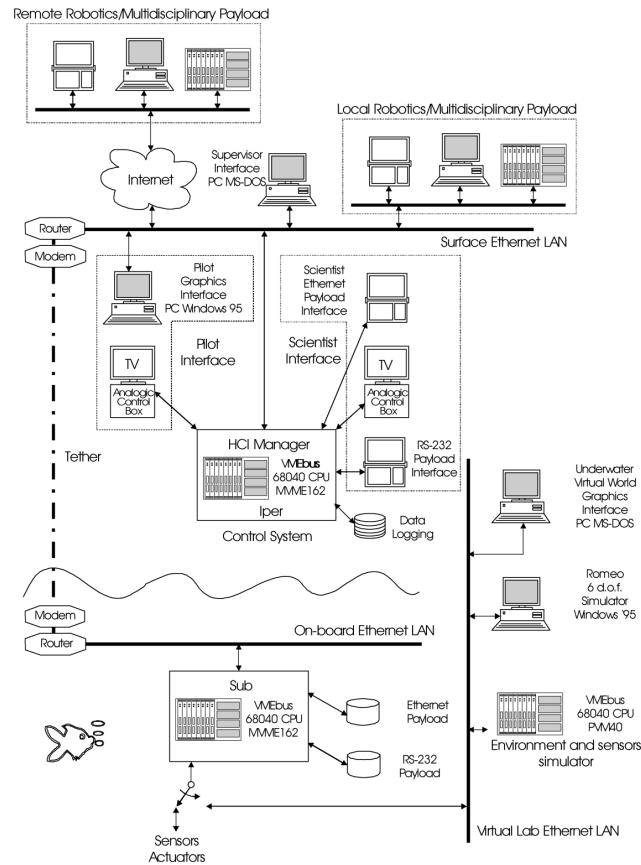 Remote Robotics/Multidisciplinary Payload
Local Robotics/Multidisciplinary Payload
Internet
Supervisor
Interface
PC MS-DOS
Router
Surface Ethernet LAN
Modem
Pilot
Graphics
Interface
PC Windows 95
Pilot
Interface
TV
Analogic
Control
Box
Scientist
Ethernet
Payload
Interface
Scientist
Interface
TV
Analogic
Control
Box
HCI Manager
VMEbus
68040 CPU
MVME162
Iper
Control System
RS-232
Payload
Interface
Data
Logging
Tether
Underwater
Virtual World
Graphics
Interface
PC MS-DOS
Romeo
6 d.o.f.
Simulator
Windows '95
Modem
Router
On-board Ethernet LAN
Sub
VMEbus
68040 CPU
MVME162
Ethernet
Payload
RS-232
Payload
VMEbus
68040 CPU
PVM40
Environment and sensors
simulator
Sensors
Actuators
Virtual Lab Ethernet LAN